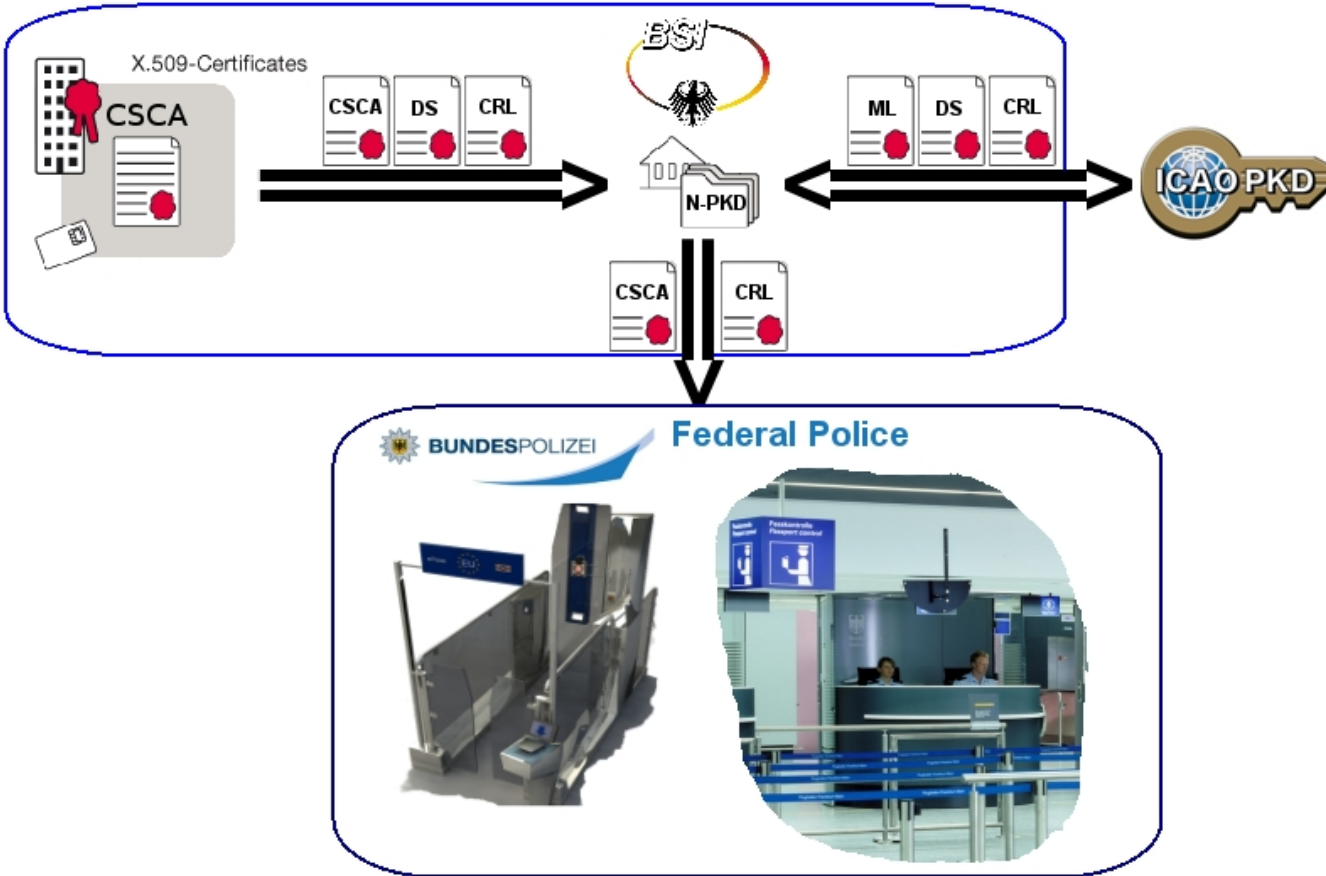 X.509-Certificates
CSCA
CSCA
DS
CRL
BSI
N-PKD
ML
DS
CRL
ICAO PKD
CSCA
CRL
BUNDESPOLIZEI
Federal Police
EU
Passkontrolle
Passport control